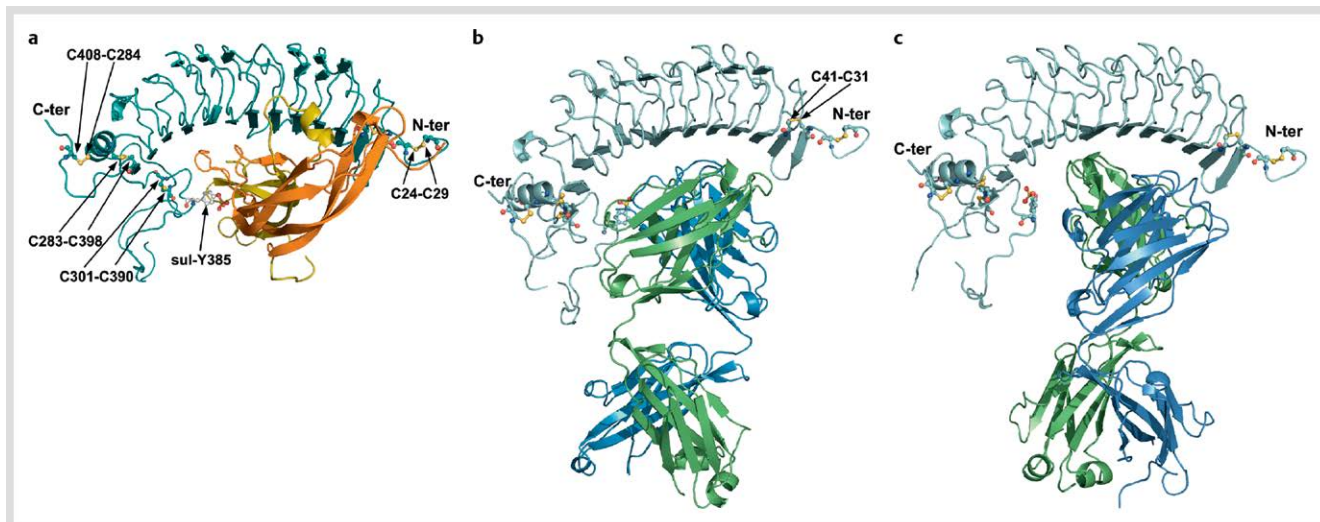 a
C408-C284
C-ter
N-ter
C24-C29
C283-C398
sul-Y385
C301-C390
b
C41-C31
N-ter
C-ter
c
N-ter
C-ter